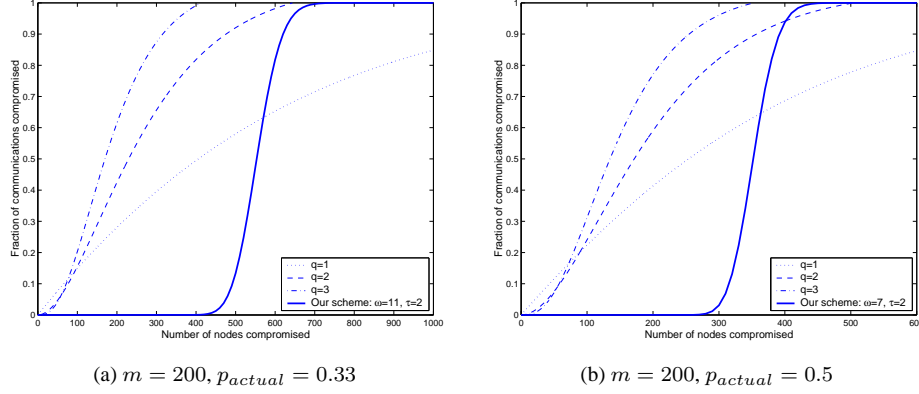 1
0.9
0.8
0.7
0.6
0.5
0.4
0.3
0.2
0.1
0
Fraction of communications compromised
0 100 200 300 400 500 600 700 800 900 1000
Number of nodes compromised
q=1
q=2
q=3
Our scheme: ω=11, τ=2
(a) m = 200, p_actual = 0.33
1
0.9
0.8
0.7
0.6
0.5
0.4
0.3
0.2
0.1
0
Fraction of communications compromised
0 100 200 300 400 500 60
Number of nodes compromised
q=1
q=2
q=3
Our scheme: ω=7, τ=2
(b) m = 200, p_actual = 0.5